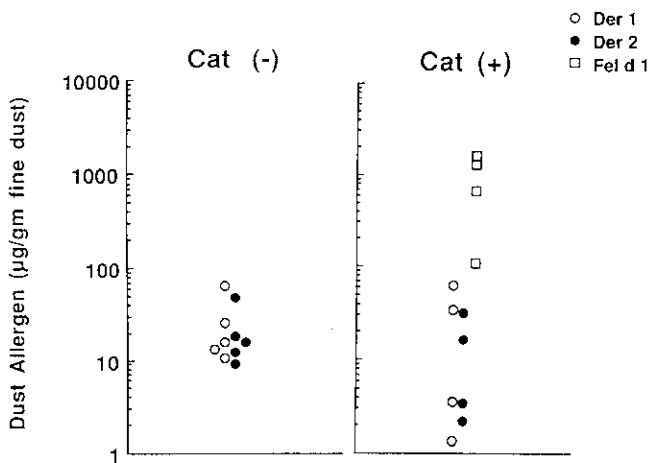 ○ Der 1
● Der 2
□ Fel d 1
Cat (-)
Cat (+)
Dust Allergen (µg/gm fine dust)
10000
1000
100
10
1